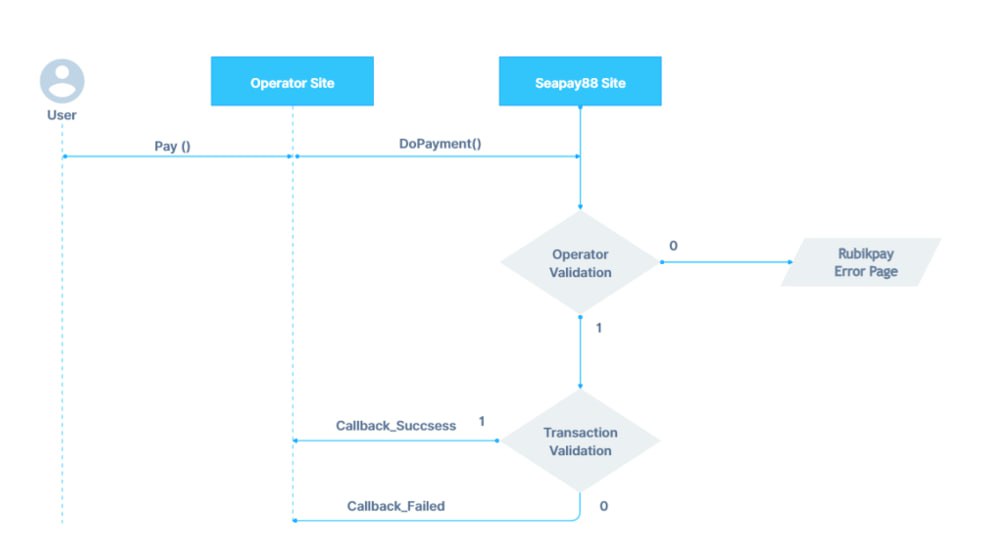 User
Operator Site
Seapay88 Site
Pay ()
DoPayment()
Operator
Validation
0
Rubikpay
Error Page
1
Callback_Succsess
1
Transaction
Validation
Callback_Failed
0